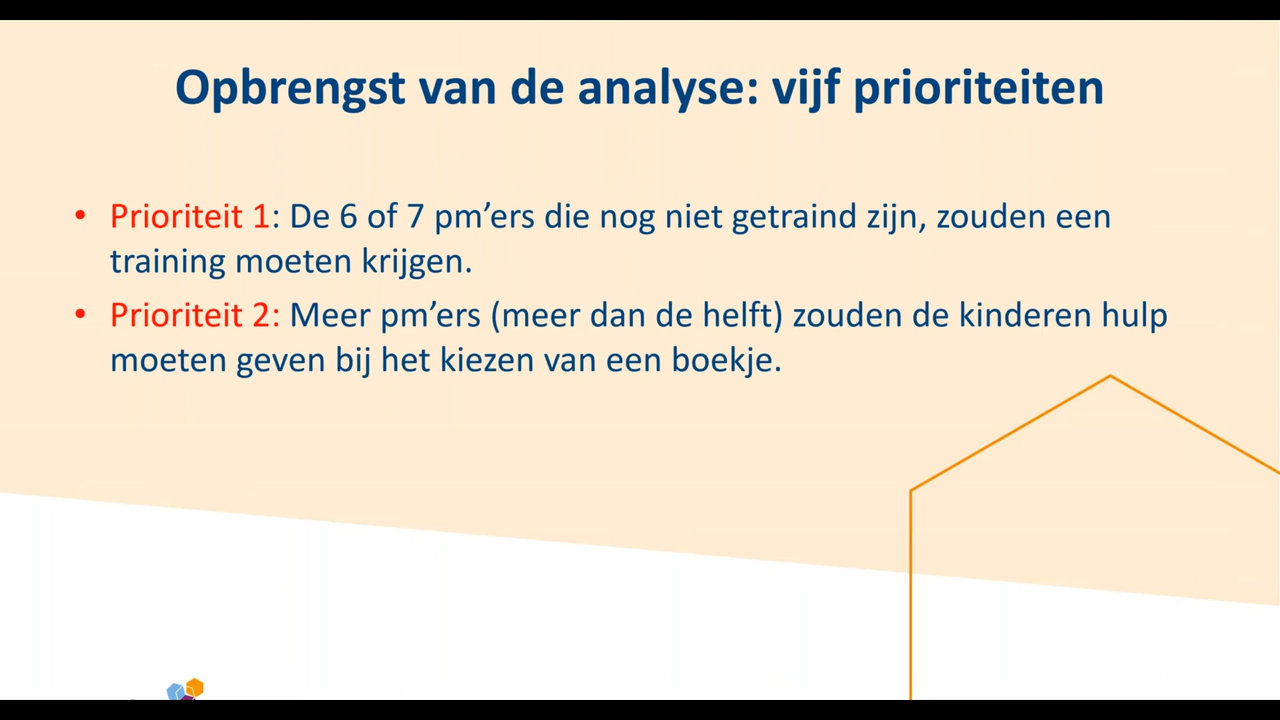 Opbrengst van de analyse: vijf prioriteiten
• Prioriteit 1: De 6 of 7 pm’ers die nog niet getraind zijn, zouden een
training moeten krijgen.
• Prioriteit 2: Meer pm’ers (meer dan de helft) zouden de kinderen hulp
moeten geven bij het kiezen van een boekje.